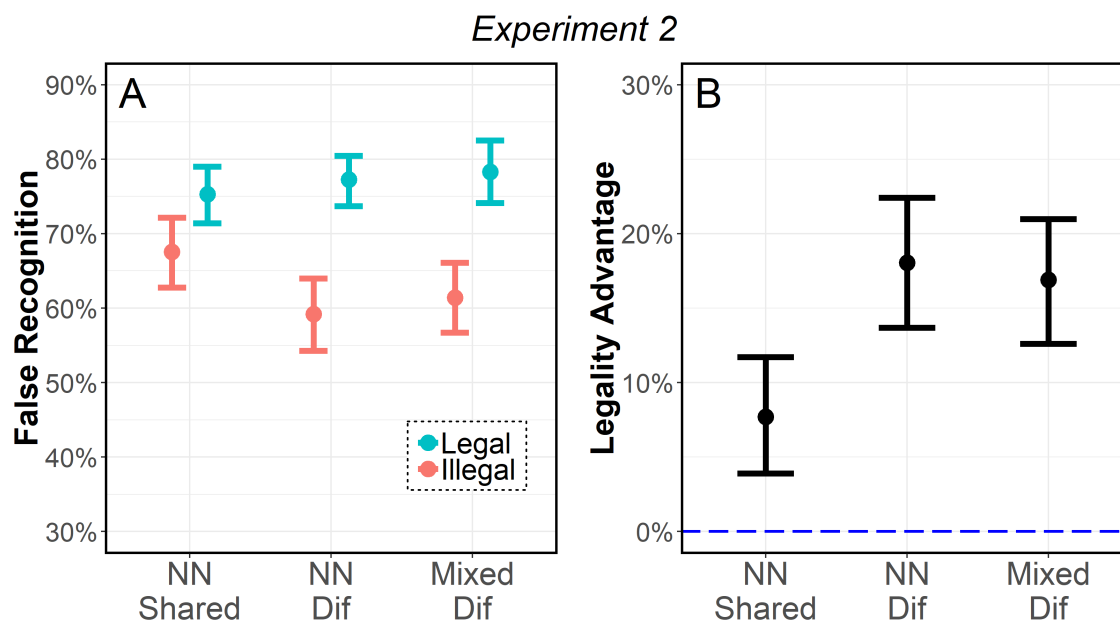 Experiment 2
A
False Recognition
90%
80%
70%
60%
50%
40%
30%
Legal
Illegal
NN
Shared
NN
Dif
Mixed
Dif
B
Legality Advantage
30%
20%
10%
0%
NN
Shared
NN
Dif
Mixed
Dif